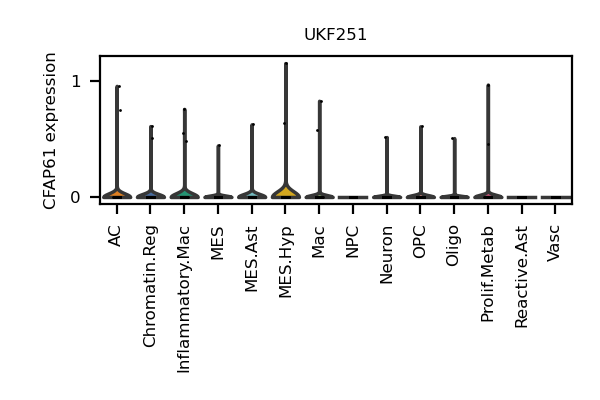 UKF251
CFAP61 expression
1
0
AC
Chromatin.Reg
Inflammatory.Mac
MES
MES.Ast
MES.Hyp
Mac
NPC
Neuron
OPC
Oligo
Prolif.Metab
Reactive.Ast
Vasc